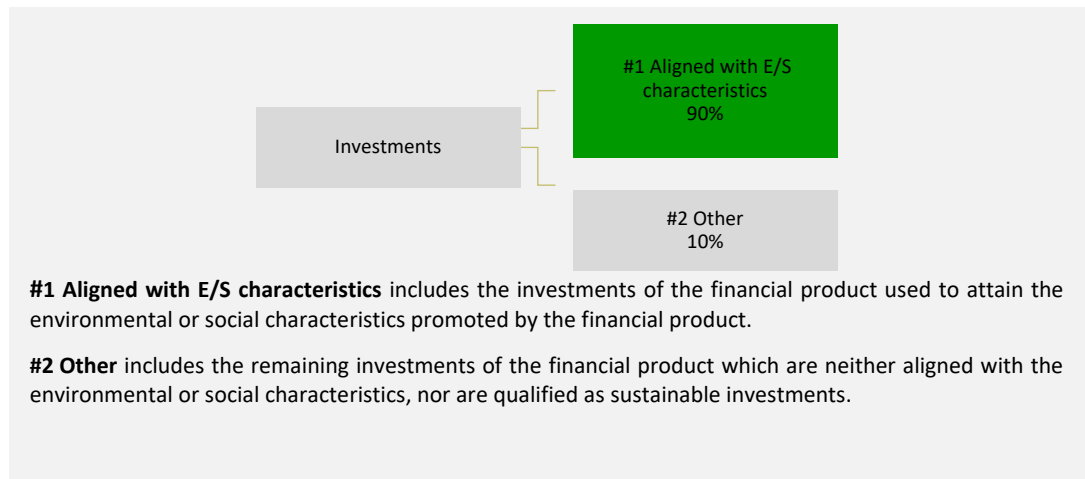 #1 Aligned with E/S
characteristics
90%
Investments
#2 Other
10%
#1 Aligned with E/S characteristics includes the investments of the financial product used to attain the
environmental or social characteristics promoted by the financial product.
#2 Other includes the remaining investments of the financial product which are neither aligned with the
environmental or social characteristics, nor are qualified as sustainable investments.